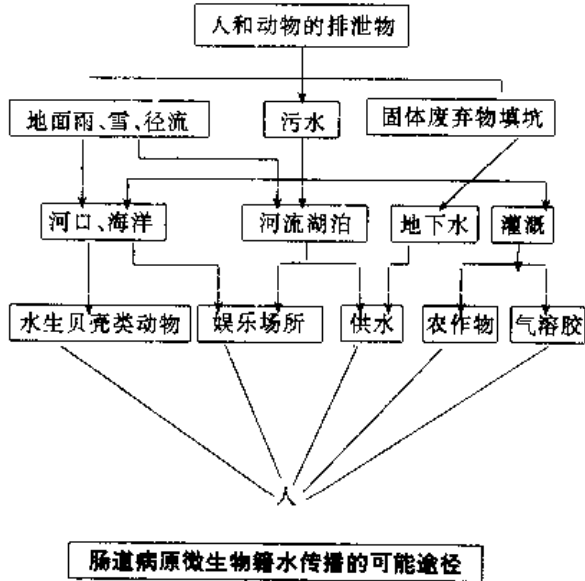 人和动物的排泄物
地面雨、雪、径流
污水
固体废弃物填坑
河口、海洋
河流湖泊
地下水
灌溉
水生贝壳类动物
娱乐场所
供水
农作物
气溶胶
人
肠道病原微生物籍水传播的可能途径